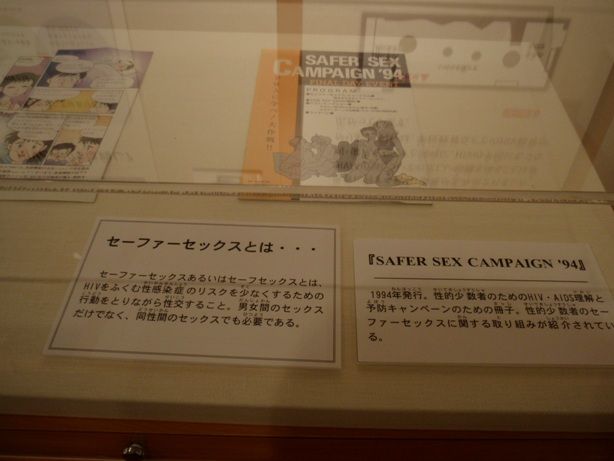 SAFER SEX
CAMPAIGN '94
FINAL DAY EVENT
PROGRAM
セーファーセックスとは・・・
セーファーセックスあるいはセーフセックスとは、
HIVをふくむ性感染症のリスクを少なくするための
行動をとりながら性交すること。男女間のセックス
だけでなく、同性間のセックスでも必要である。
『SAFER SEX CAMPAIGN '94』
1994年発行。性的少数者のためのHIV・AIDS理解と
予防キャンペーンのための冊子。性的少数者のセー
ファーセックスに関する取り組みが紹介されてい
る。